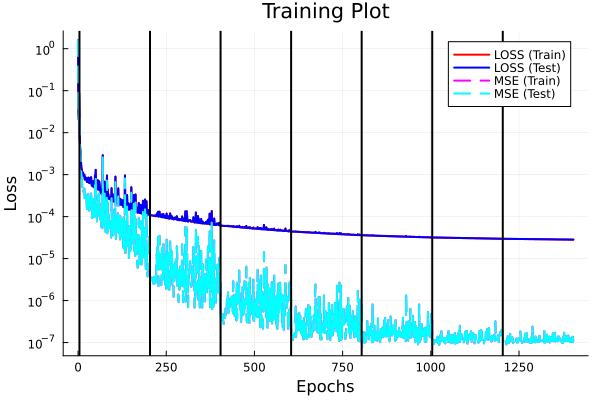 Training Plot
Loss
10⁰
10⁻¹
10⁻²
10⁻³
10⁻⁴
10⁻⁵
10⁻⁶
10⁻⁷
LOSS (Train)
LOSS (Test)
MSE (Train)
MSE (Test)
0 250 500 750 1000 1250
Epochs